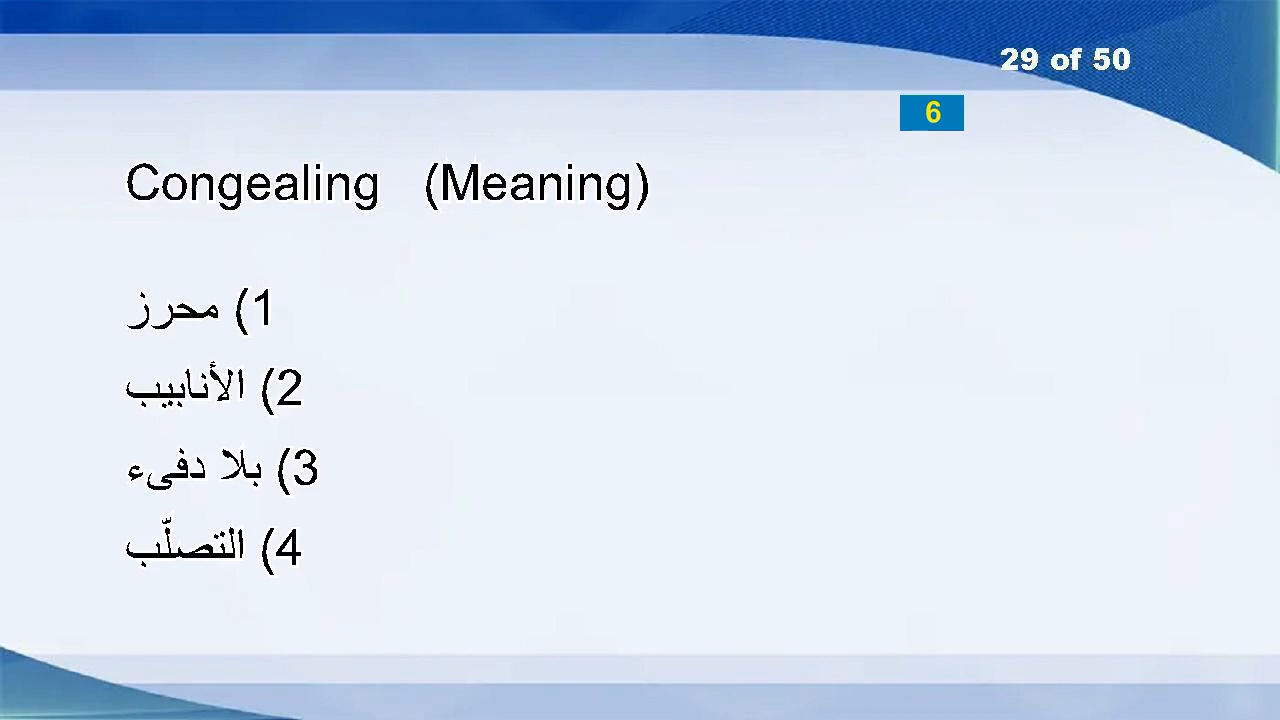 29 of 50
6
Congealing (Meaning)
1) محرز
2) الأنابيب
3) بلا دفىء
4) التصلّب